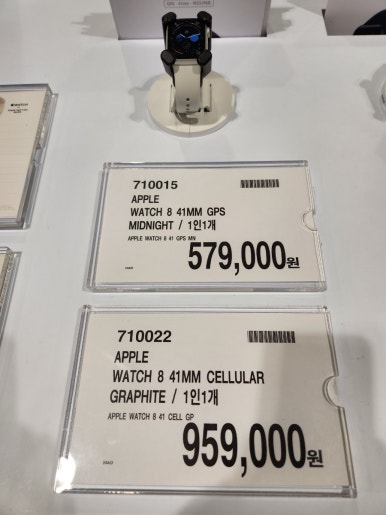 710015
APPLE
WATCH 8 41MM GPS
MIDNIGHT / 1인1개
APPLE WATCH 8 41 GPS MN
579,000원
710022
APPLE
WATCH 8 41MM CELLULAR
GRAPHITE / 1인1개
APPLE WATCH 8 41 CELL GP
959,000원